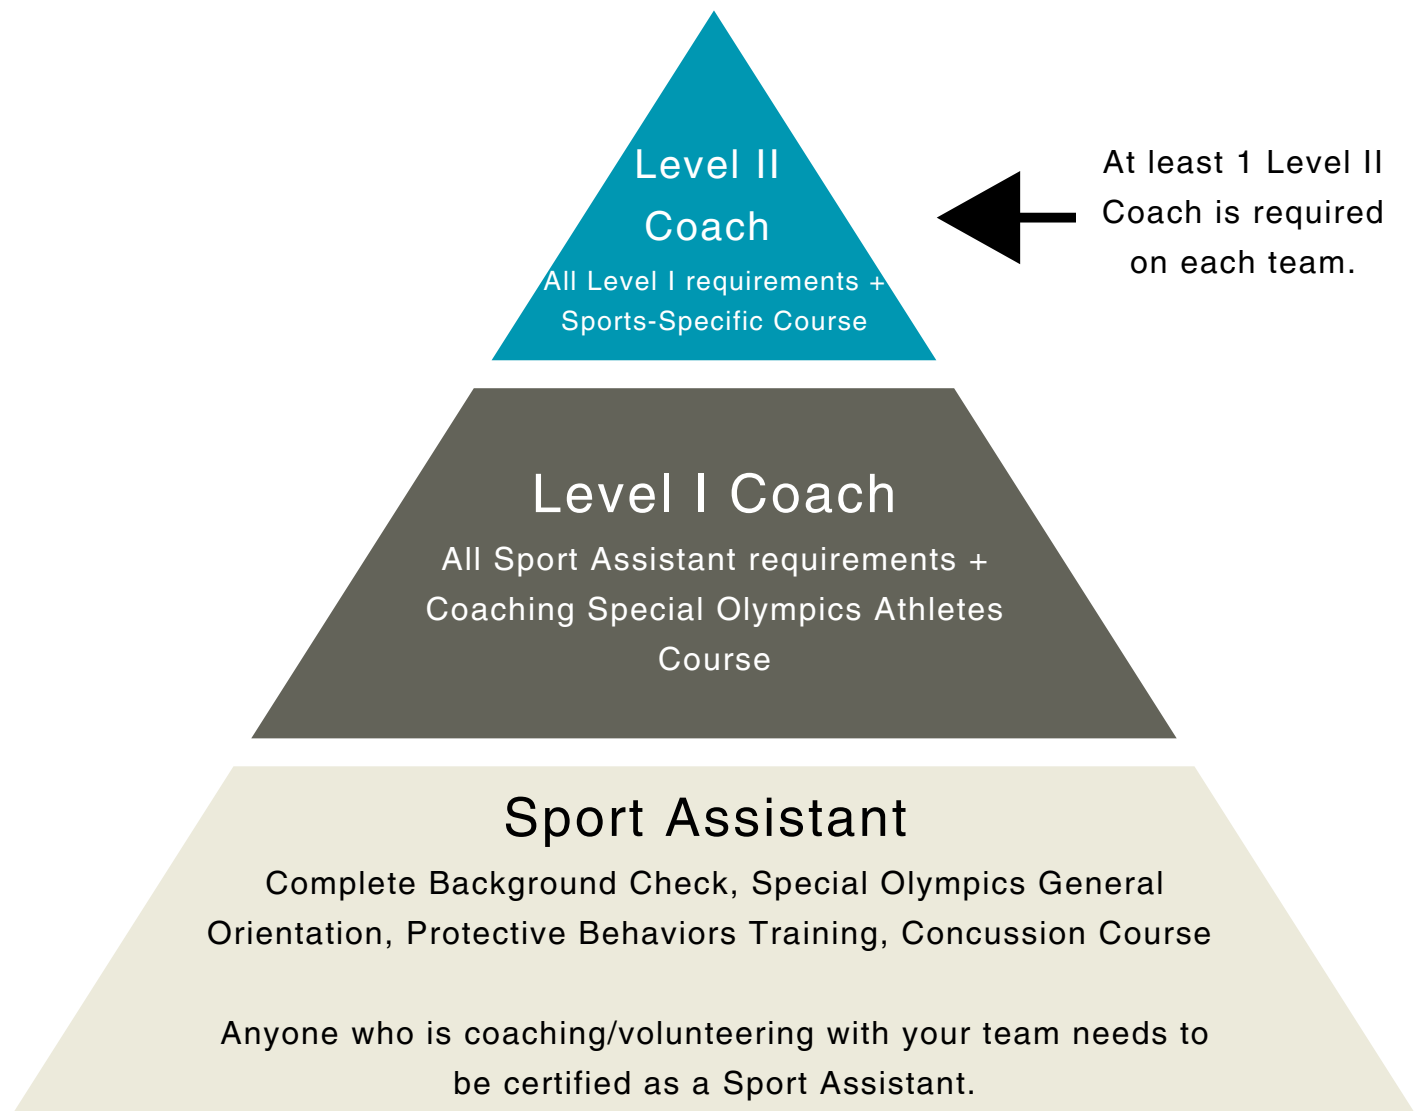 Level II
Coach
All Level I requirements +
Sports-Specific Course
At least 1 Level II
Coach is required
on each team.
Level I Coach
All Sport Assistant requirements +
Coaching Special Olympics Athletes
Course
Sport Assistant
Complete Background Check, Special Olympics General
Orientation, Protective Behaviors Training, Concussion Course
Anyone who is coaching/volunteering with your team needs to
be certified as a Sport Assistant.